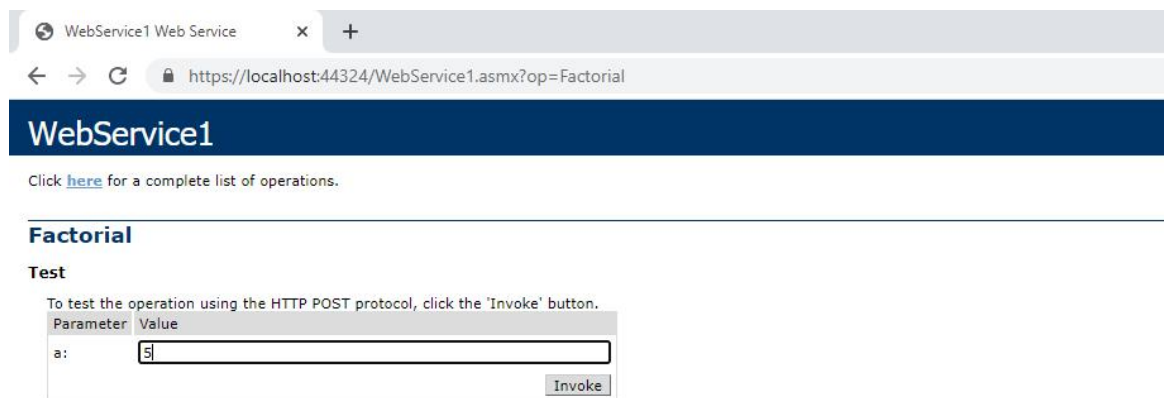 WebService1 Web Service
https://localhost:44324/WebService1.asmx?op=Factorial
WebService1
Click here for a complete list of operations.
Factorial
Test
To test the operation using the HTTP POST protocol, click the 'Invoke' button.
Parameter Value
a: 5
Invoke